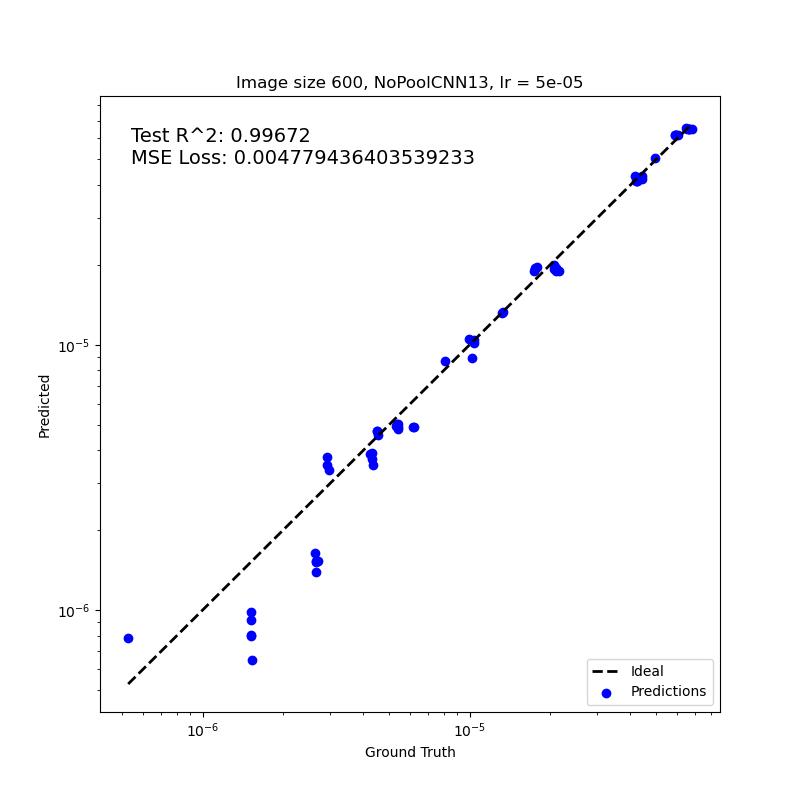 Image size 600, NoPoolCNN13, lr = 5e-05
Test R^2: 0.99672
MSE Loss: 0.004779436403539233
10⁻⁵
10⁻⁶
Predicted
10⁻⁶
10⁻⁵
Ground Truth
Ideal
Predictions